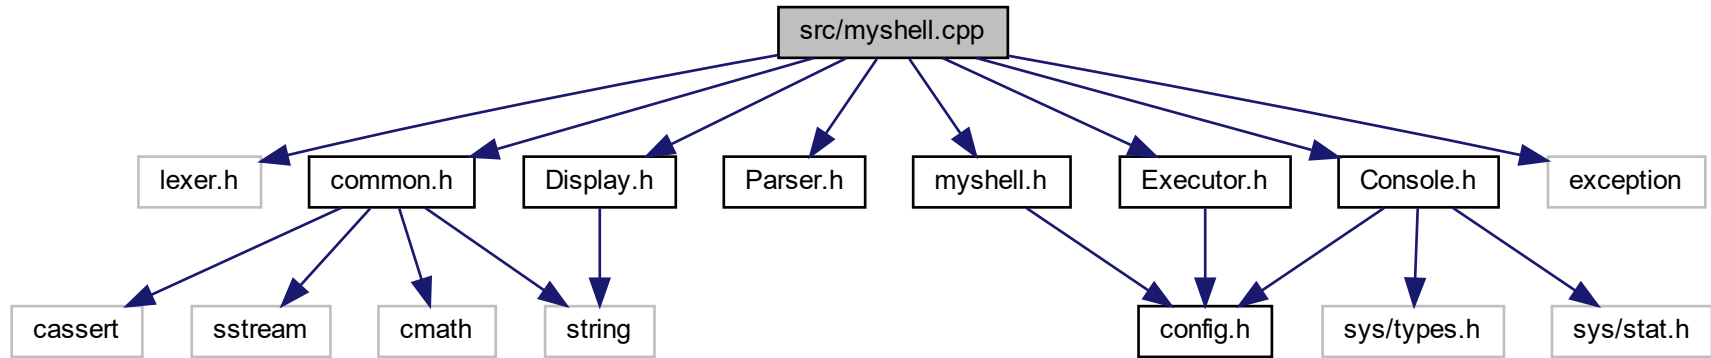 src/myshell.cpp
lexer.h
common.h
Display.h
Parser.h
myshell.h
Executor.h
Console.h
exception
cassert
sstream
cmath
string
config.h
sys/types.h
sys/stat.h